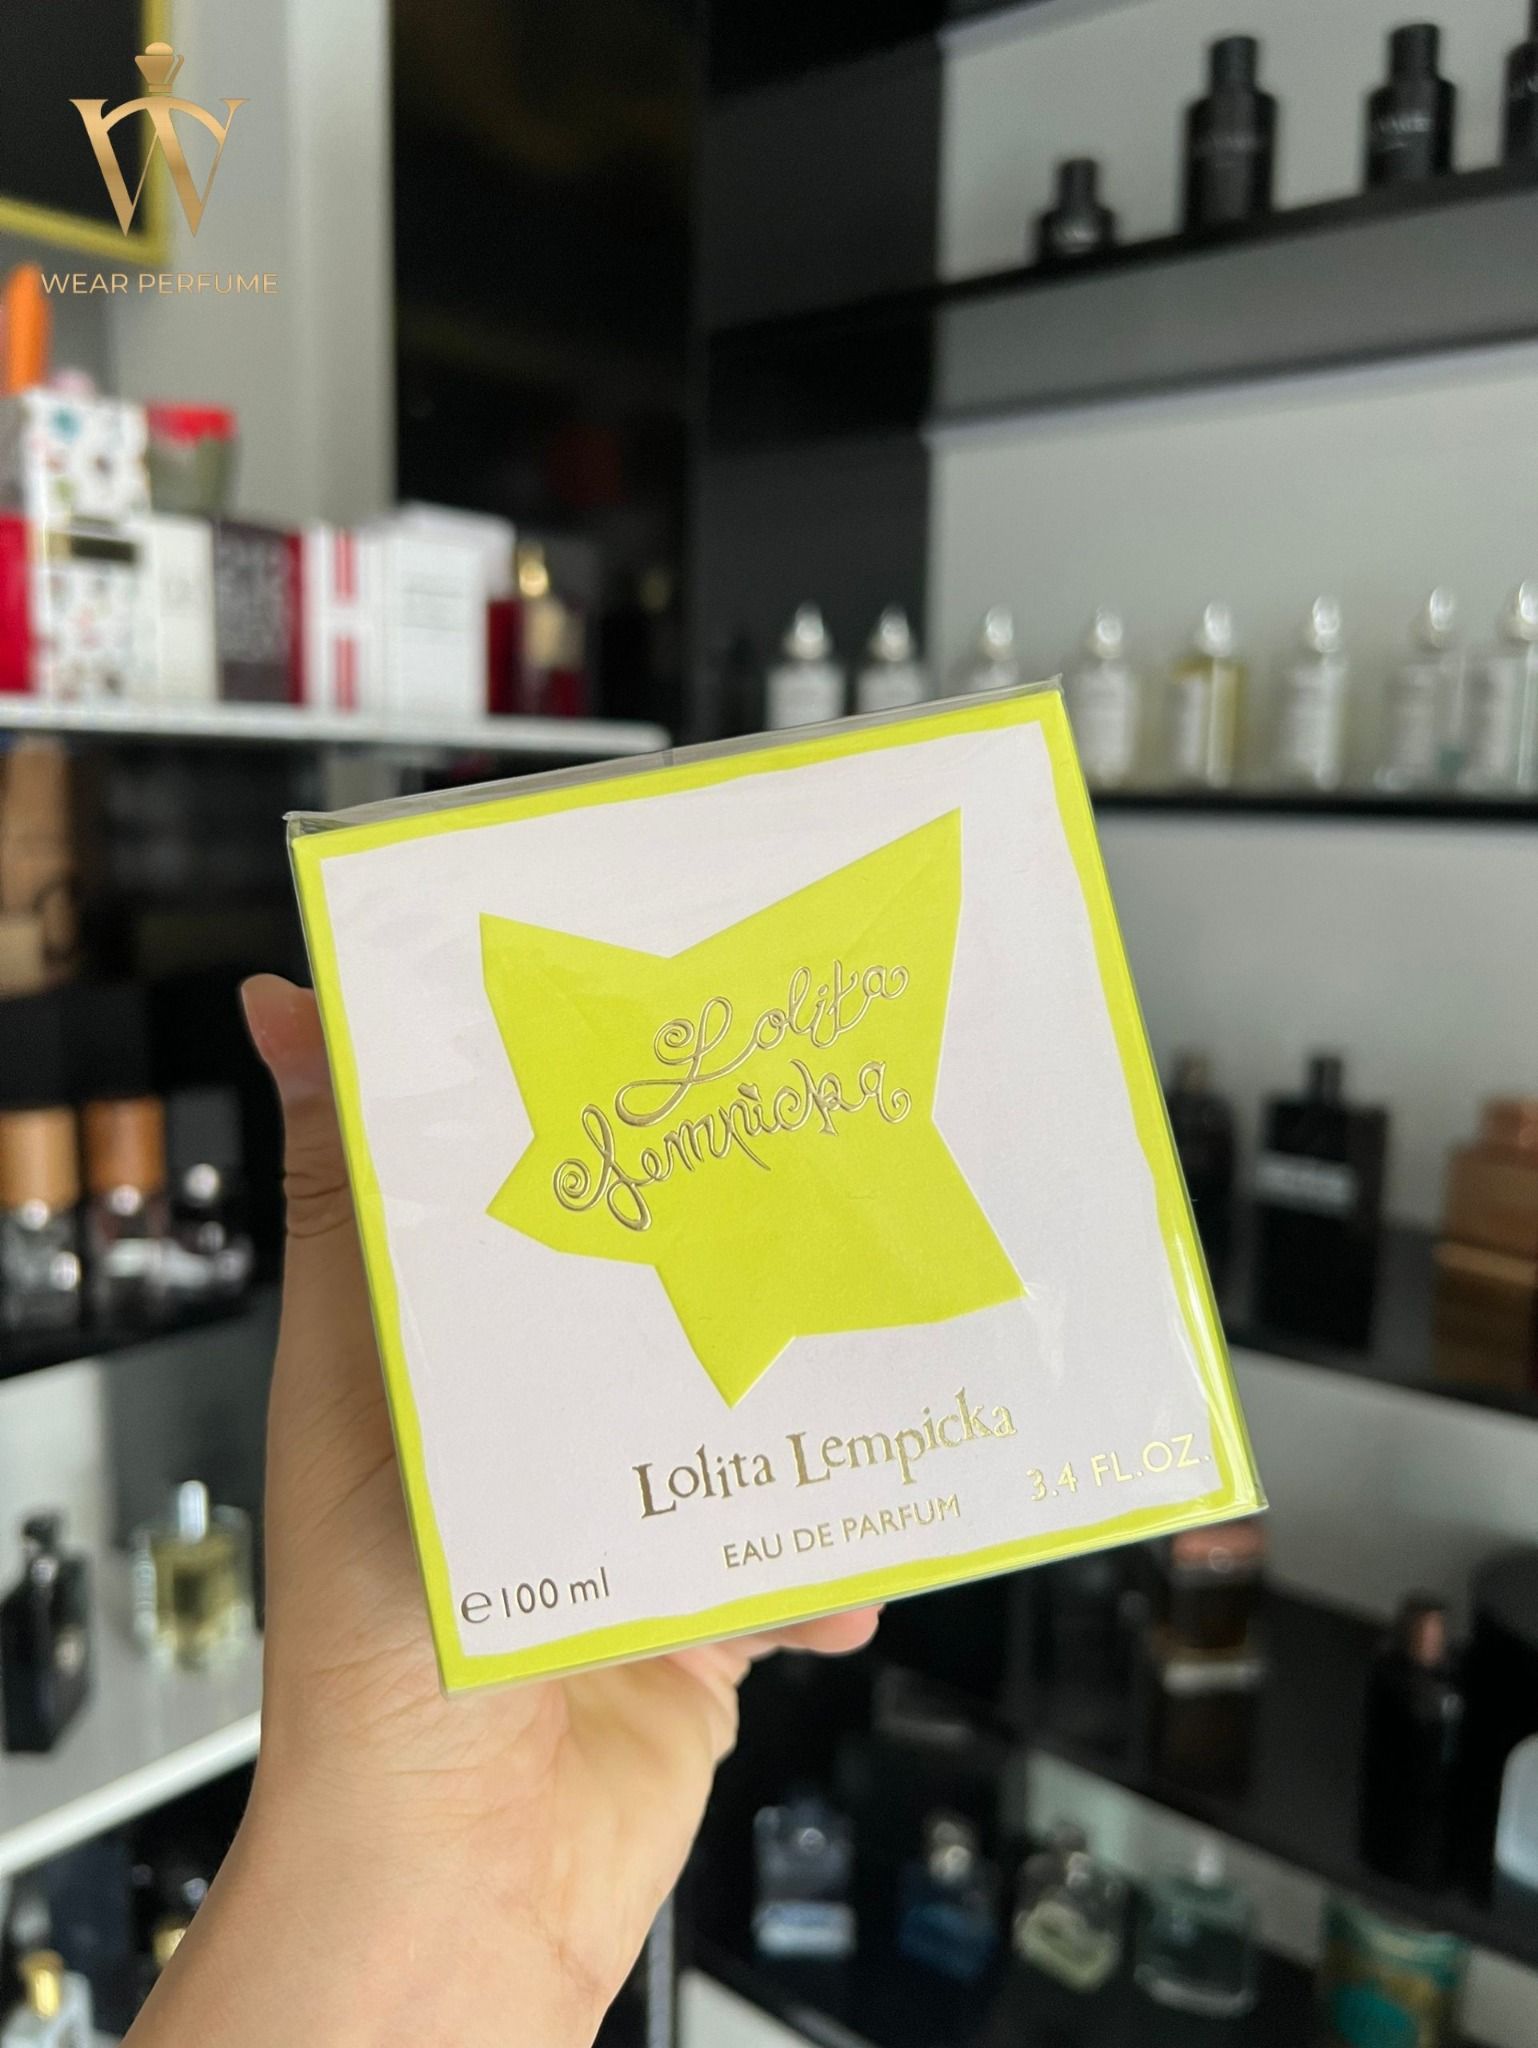 WEAR PERFUME
Lolita
Lempicka
Lolita Lempicka
EAU DE PARFUM
3.4 FL.OZ.
℮100 ml